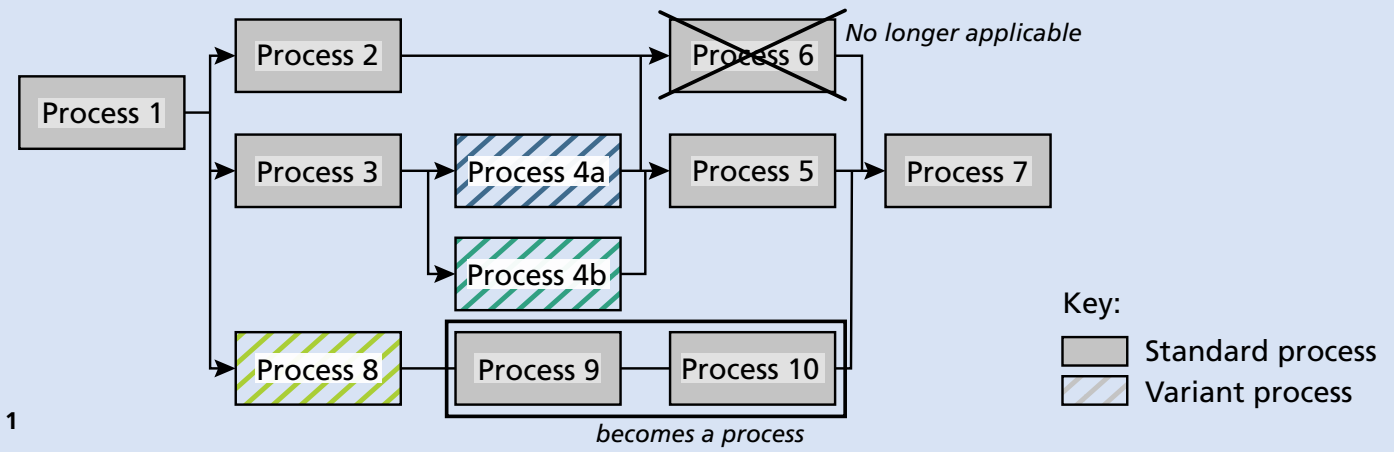 Process 2
Process 6
No longer applicable
Process 1
Process 3
Process 4a
Process 5
Process 7
Process 4b
Process 8
Process 9
Process 10
becomes a process
Key:
Standard process
Variant process
1